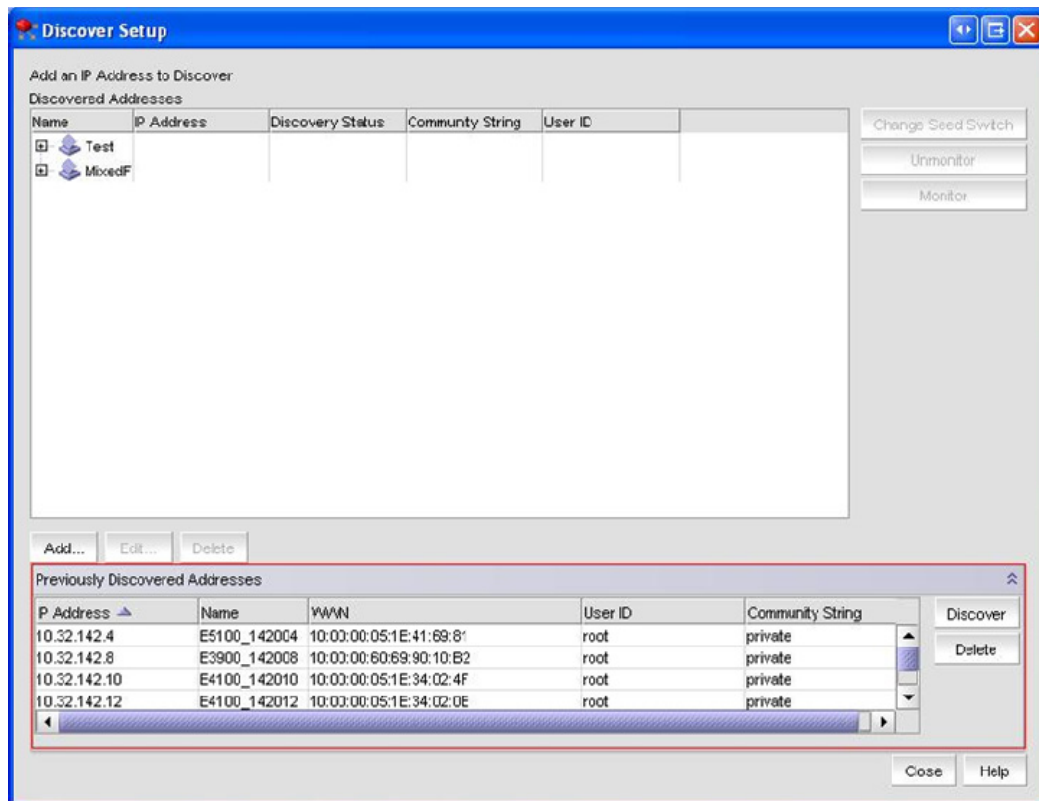 Discover Setup
Add an IP Address to Discover
Discovered Addresses
Name IP Address Discovery Status Community String User ID
Test
MixedF
Change Seed Switch
Unmonitor
Monitor
Add... Edit... Delete
Previously Discovered Addresses
IP Address Name WWN User ID Community String
10.32.142.4 E5100_142004 10:00:00:05:1E:41:69:81 root private
10.32.142.8 E3900_142008 10:00:00:60:69:90:10:B2 root private
10.32.142.10 E4100_142010 10:00:00:05:1E:34:02:4F root private
10.32.142.12 E4100_142012 10:00:00:05:1E:34:02:0E root private
Discover
Delete
Close Help